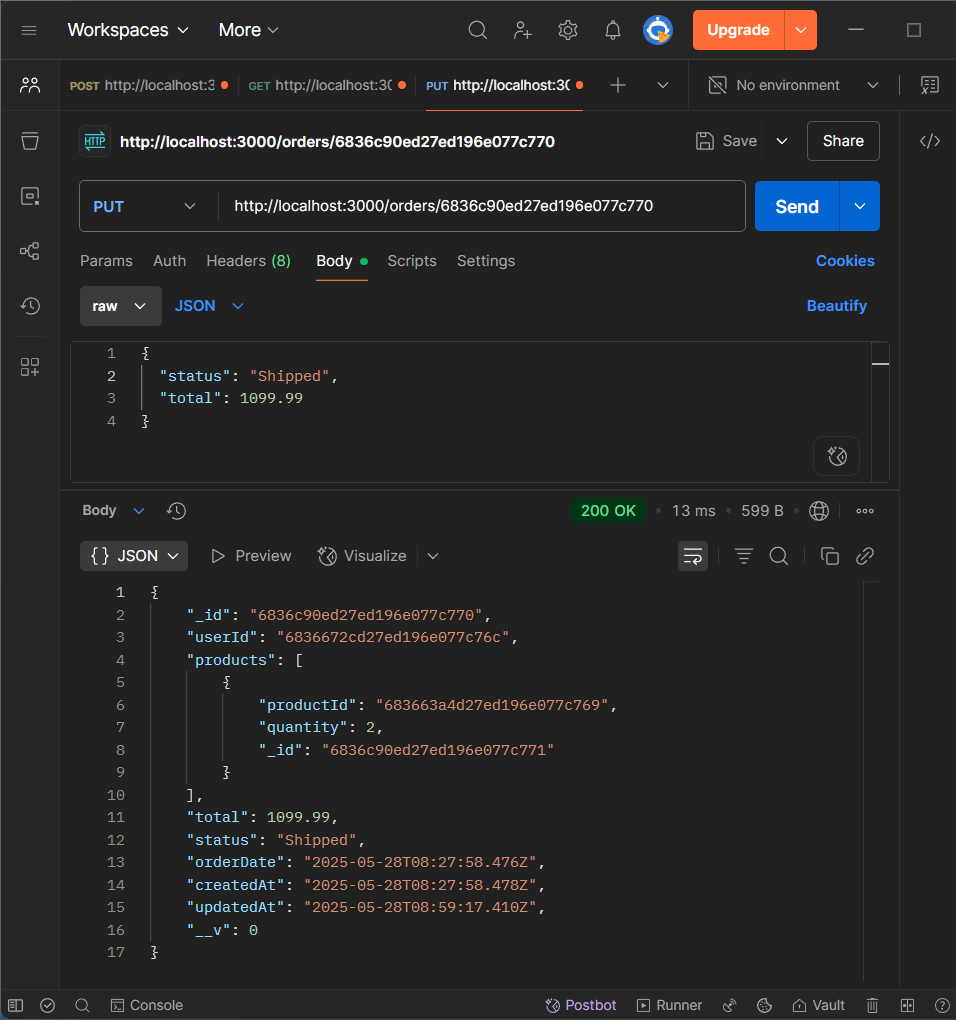 Workspaces More Upgrade
POST http://localhost:3 GET http://localhost:30 PUT http://localhost:30 No environment
HTTP http://localhost:3000/orders/6836c90ed27ed196e077c770 Save Share
PUT http://localhost:3000/orders/6836c90ed27ed196e077c770 Send
Params Auth Headers (8) Body Scripts Settings Cookies
raw JSON Beautify
1 {
2 "status": "Shipped",
3 "total": 1099.99
4 }
Body 200 OK 13 ms 599 B
{} JSON Preview Visualize
1 {
2 "_id": "6836c90ed27ed196e077c770",
3 "userId": "6836672cd27ed196e077c76c",
4 "products": [
5 {
6 "productId": "683663a4d27ed196e077c769",
7 "quantity": 2,
8 "_id": "6836c90ed27ed196e077c771"
9 }
10 ],
11 "total": 1099.99,
12 "status": "Shipped",
13 "orderDate": "2025-05-28T08:27:58.476Z",
14 "createdAt": "2025-05-28T08:27:58.478Z",
15 "updatedAt": "2025-05-28T08:59:17.410Z",
16 "__v": 0
17 }
Console Postbot Runner Vault